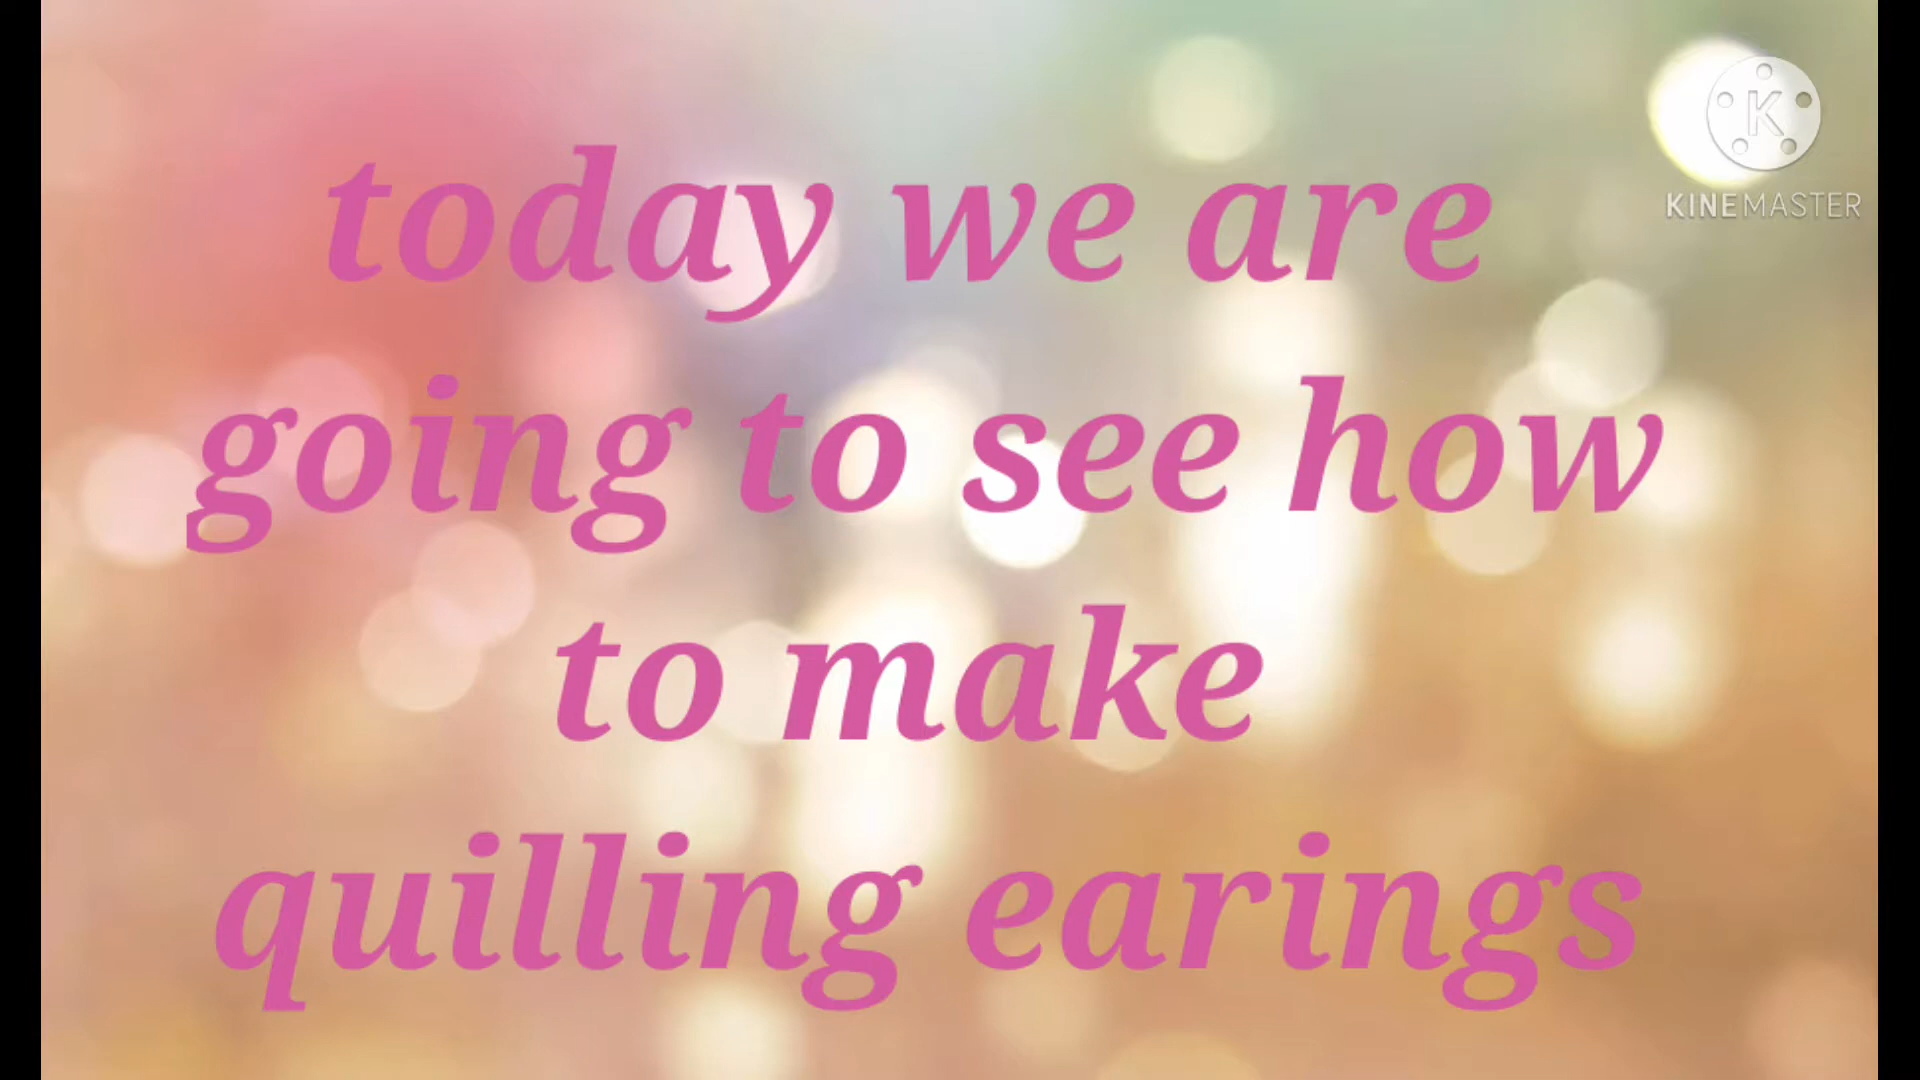 today we are
going to see how
to make
quilling earings
K
KINEMASTER